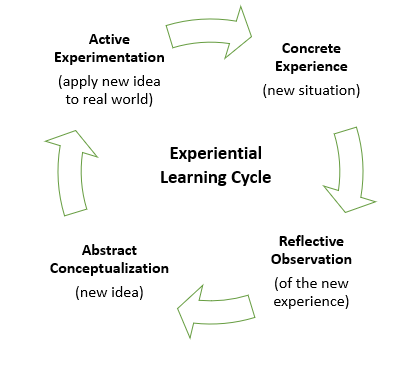 Active
Experimentation
(apply new idea
to real world)
Concrete
Experience
(new situation)
Experiential
Learning Cycle
Abstract
Conceptualization
(new idea)
Reflective
Observation
(of the new
experience)